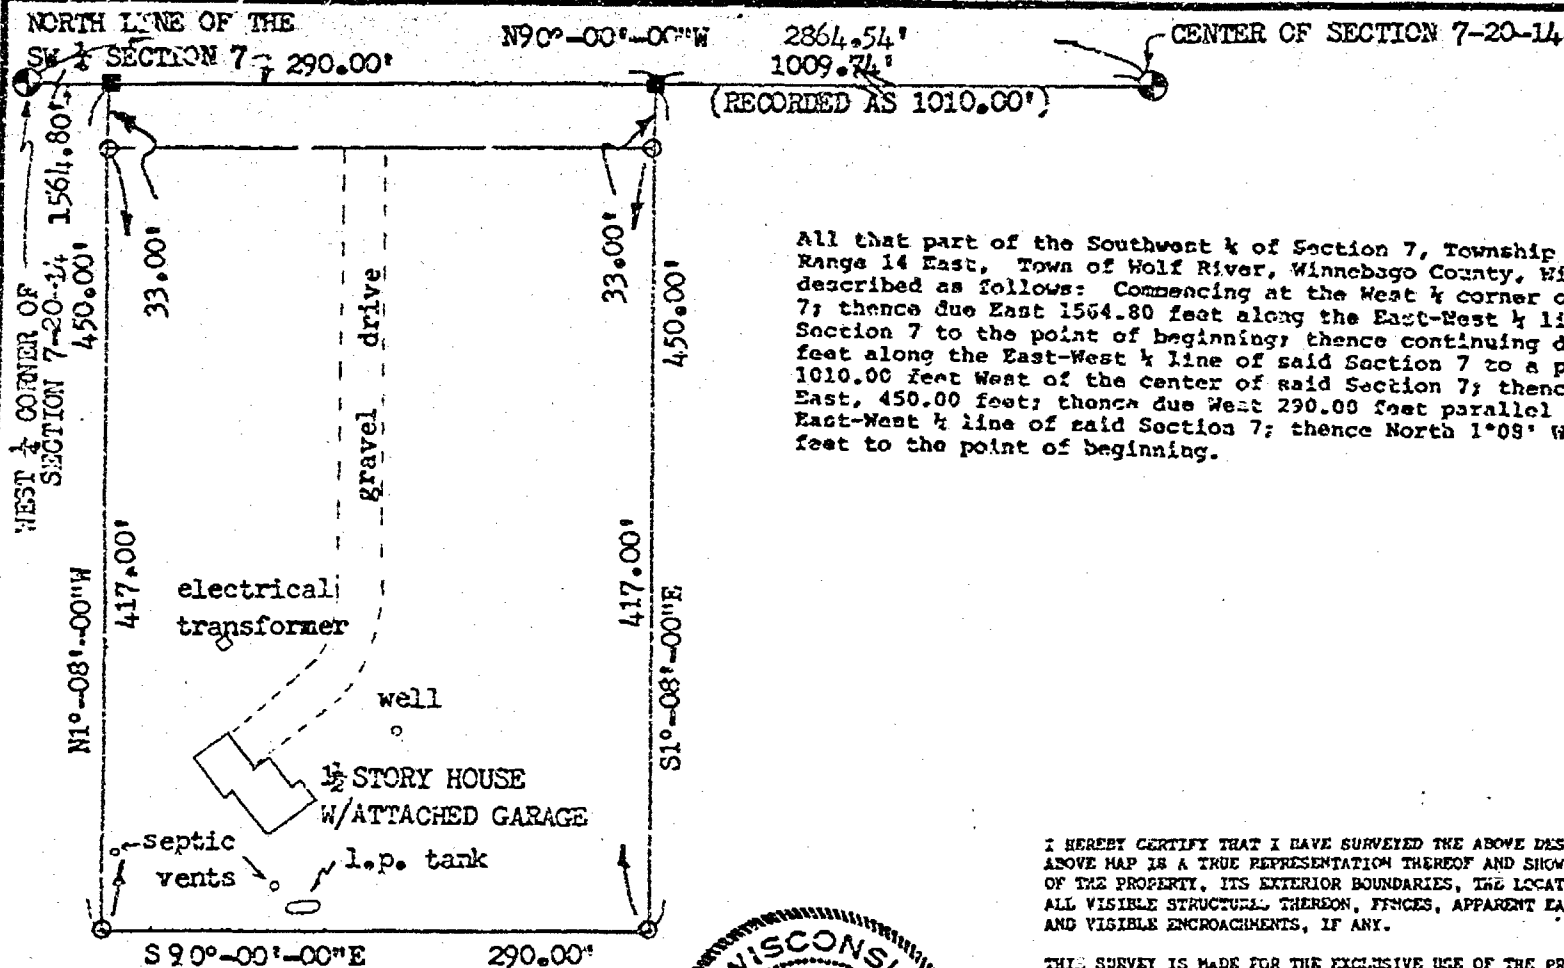 NORTH LINE OF THE
SW ¼ SECTION 7
290.00'
N90°-00'-00"W
2864.54'
1009.74'
(RECORDED AS 1010.00')
CENTER OF SECTION 7-20-14
WEST ¼ CORNER OF
SECTION 7-20-14 1564.80'
450.00'
33.00'
33.00'
450.00'
gravel drive
N1°-08'-00"W
417.00'
417.00'
S1°-08'-00"E
electrical
transformer
well
1½ STORY HOUSE
W/ATTACHED GARAGE
septic
vents
l.p. tank
S90°-00'-00"E
290.00'
All that part of the Southwest ¼ of Section 7, Township
Range 14 East, Town of Wolf River, Winnebago County, Wi
described as follows: Commencing at the West ¼ corner o
7; thence due East 1564.80 feet along the East-West ¼ li
Section 7 to the point of beginning; thence continuing d
feet along the East-West ¼ line of said Section 7 to a p
1010.00 feet West of the center of said Section 7; thenc
East, 450.00 feet; thence due West 290.00 feet parallel
East-West ¼ line of said Section 7; thence North 1°08' W
feet to the point of beginning.
I HEREBY CERTIFY THAT I HAVE SURVEYED THE ABOVE DES
ABOVE MAP IS A TRUE REPRESENTATION THEREOF AND SHOW
OF THE PROPERTY, ITS EXTERIOR BOUNDARIES, THE LOCAT
ALL VISIBLE STRUCTURES THEREON, FENCES, APPARENT EA
AND VISIBLE ENCROACHMENTS, IF ANY.
THIS SURVEY IS MADE FOR THE EXCLUSIVE USE OF THE PR
WISCONSI